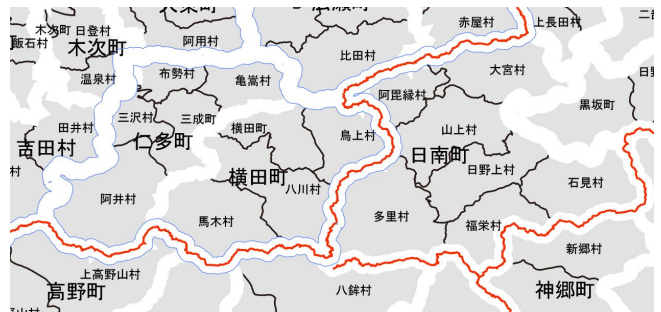 赤屋村
上長田村
木次町 日登村
飯石村
木次町
阿用村
比田村
大宮村
温泉村
布勢村
亀嵩村
阿毘縁村
黒坂町
三沢村
三成町
田井村
横田町
鳥上村
山上村
吉田村
仁多町
日南町
横田町
八川村
日野上村
石見村
阿井村
馬木村
多里村
福栄村
新郷村
上高野山村
高野町
八鉾村
神郷町